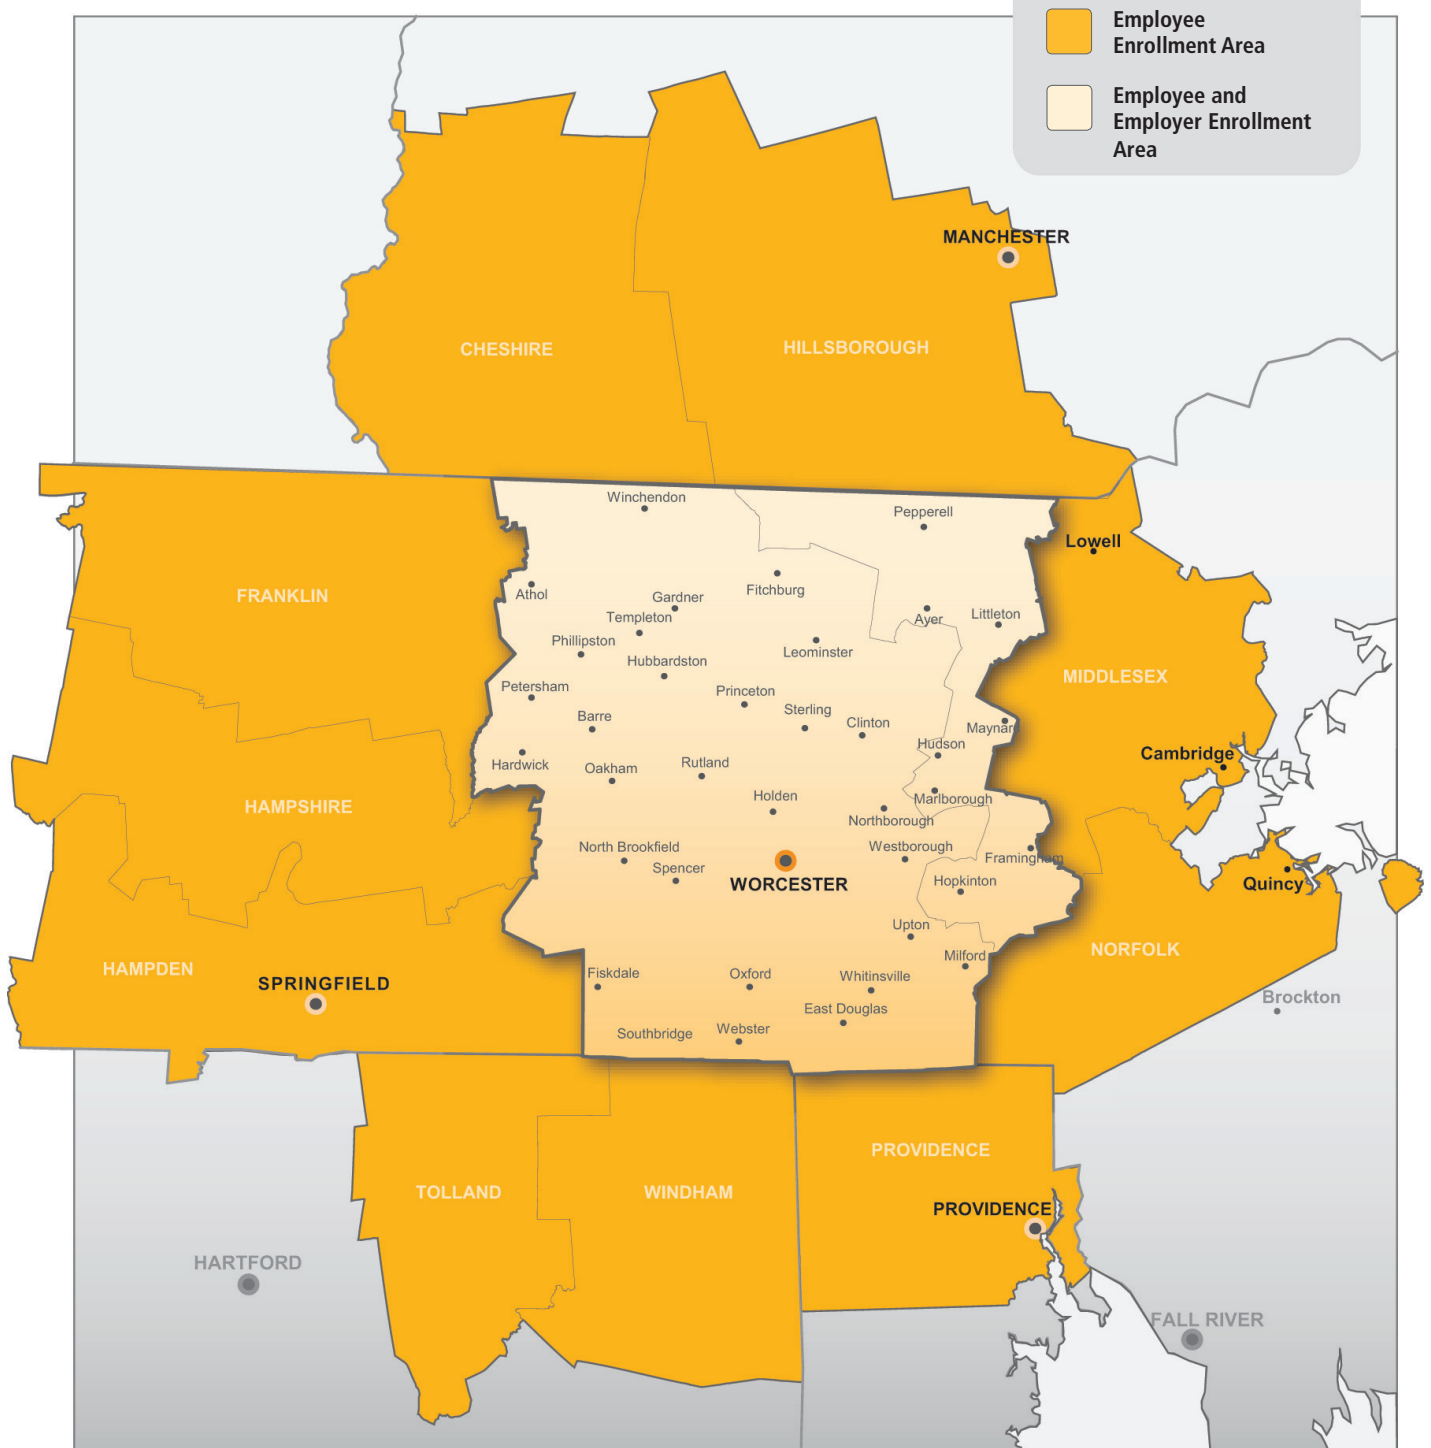 Employee
Enrollment Area
Employee and
Employer Enrollment
Area
MANCHESTER
CHESHIRE
HILLSBOROUGH
Winchendon
Pepperell
Lowell
FRANKLIN
Athol
Gardner
Fitchburg
Templeton
Ayer
Littleton
Phillipston
Leominster
Hubbardston
MIDDLESEX
Petersham
Princeton
Sterling
Barre
Clinton
Maynar
Hudson
Cambridge
Hardwick
Oakham
Rutland
HAMPSHIRE
Holden
Marlborough
Northborough
North Brookfield
Westborough
Framingham
Spencer
WORCESTER
Hopkinton
Quincy
Upton
NORFOLK
Milford
HAMPDEN
SPRINGFIELD
Fiskdale
Oxford
Whitinsville
Brockton
East Douglas
Southbridge
Webster
PROVIDENCE
TOLLAND
WINDHAM
PROVIDENCE
HARTFORD
FALL RIVER